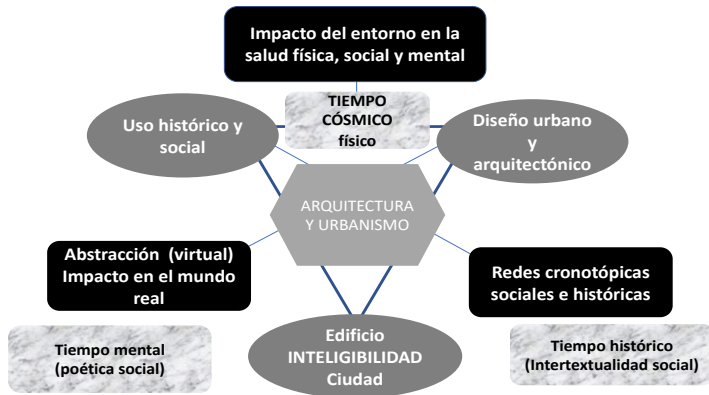 Impacto del entorno en la
salud física, social y mental
TIEMPO
CÓSMICO
físico
Uso histórico y
social
Diseño urbano
y
arquitectónico
ARQUITECTURA
Y URBANISMO
Abstracción (virtual)
Impacto en el mundo
real
Redes cronotópicas
sociales e históricas
Tiempo mental
(poética social)
Edificio
INTELIGIBILIDAD
Ciudad
Tiempo histórico
(Intertextualidad social)